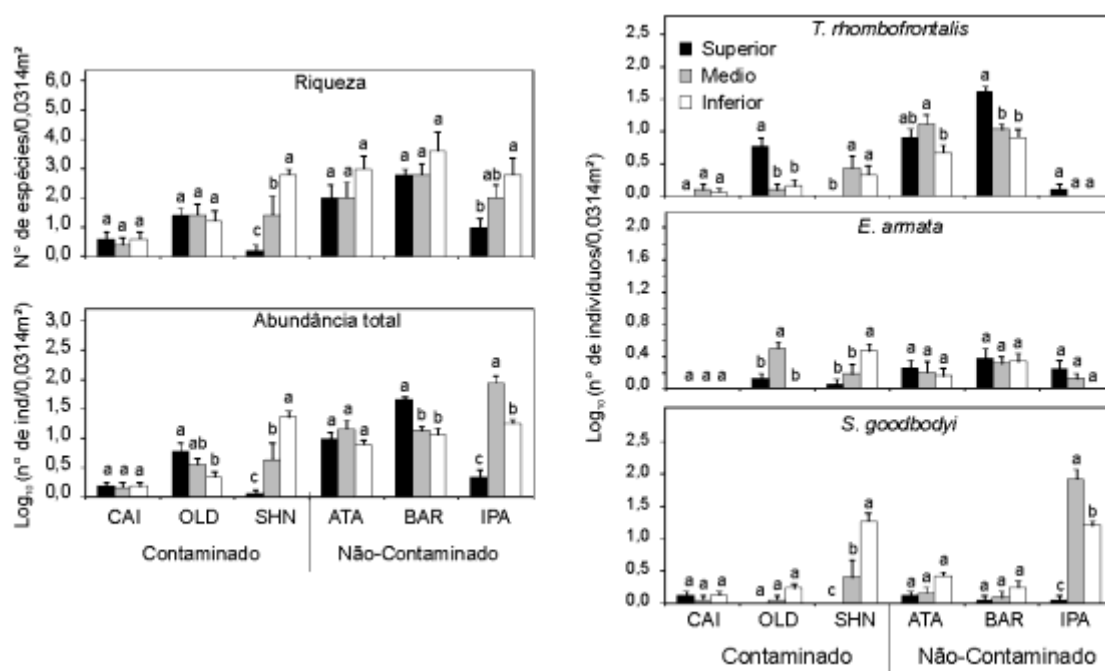 Riqueza
N° de espécies/0,0314m²
6,0
5,0
4,0
3,0
2,0
1,0
0,0
a a a
a a a
c b a
a a a
a a a
b ab a
Abundância total
Log₁₀ (n° de ind/0,0314m²)
3,0
2,5
2,0
1,5
1,0
0,5
0,0
a a a
a ab b
c b a
a a a
a b b
c a b
CAI OLD SHN ATA BAR IPA
Contaminado Não-Contaminado
Log₁₀ (n° de indivíduos/0,0314m²)
T. rhombofrontalis
Superior
Medio
Inferior
2,5
2,0
1,5
1,0
0,5
0,0
a a a
a b b
b a a
ab a b
a b b
a a a
E. armata
2,0
1,6
1,2
0,8
0,4
0,0
a a a
b a b
b b a
a a a
a a a
a a a
S. goodbodyi
2,5
2,0
1,5
1,0
0,5
0,0
a a a
a a a
c b a
a a a
a a a
c a b
CAI OLD SHN ATA BAR IPA
Contaminado Não-Contaminado